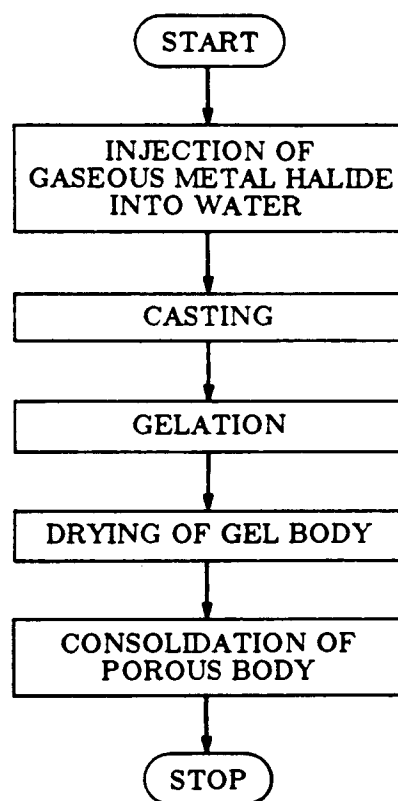 START
INJECTION OF
GASEOUS METAL HALIDE
INTO WATER
CASTING
GELATION
DRYING OF GEL BODY
CONSOLIDATION OF
POROUS BODY
STOP